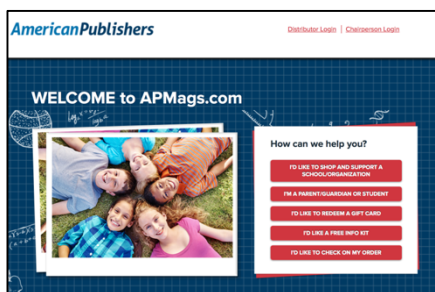 AmericanPublishers
Distributor Login | Chairperson Login
WELCOME to APMags.com
How can we help you?
I'D LIKE TO SHOP AND SUPPORT A
SCHOOL/ORGANIZATION
I'M A PARENT/GUARDIAN OR STUDENT
I'D LIKE TO REDEEM A GIFT CARD
I'D LIKE A FREE INFO KIT
I'D LIKE TO CHECK ON MY ORDER